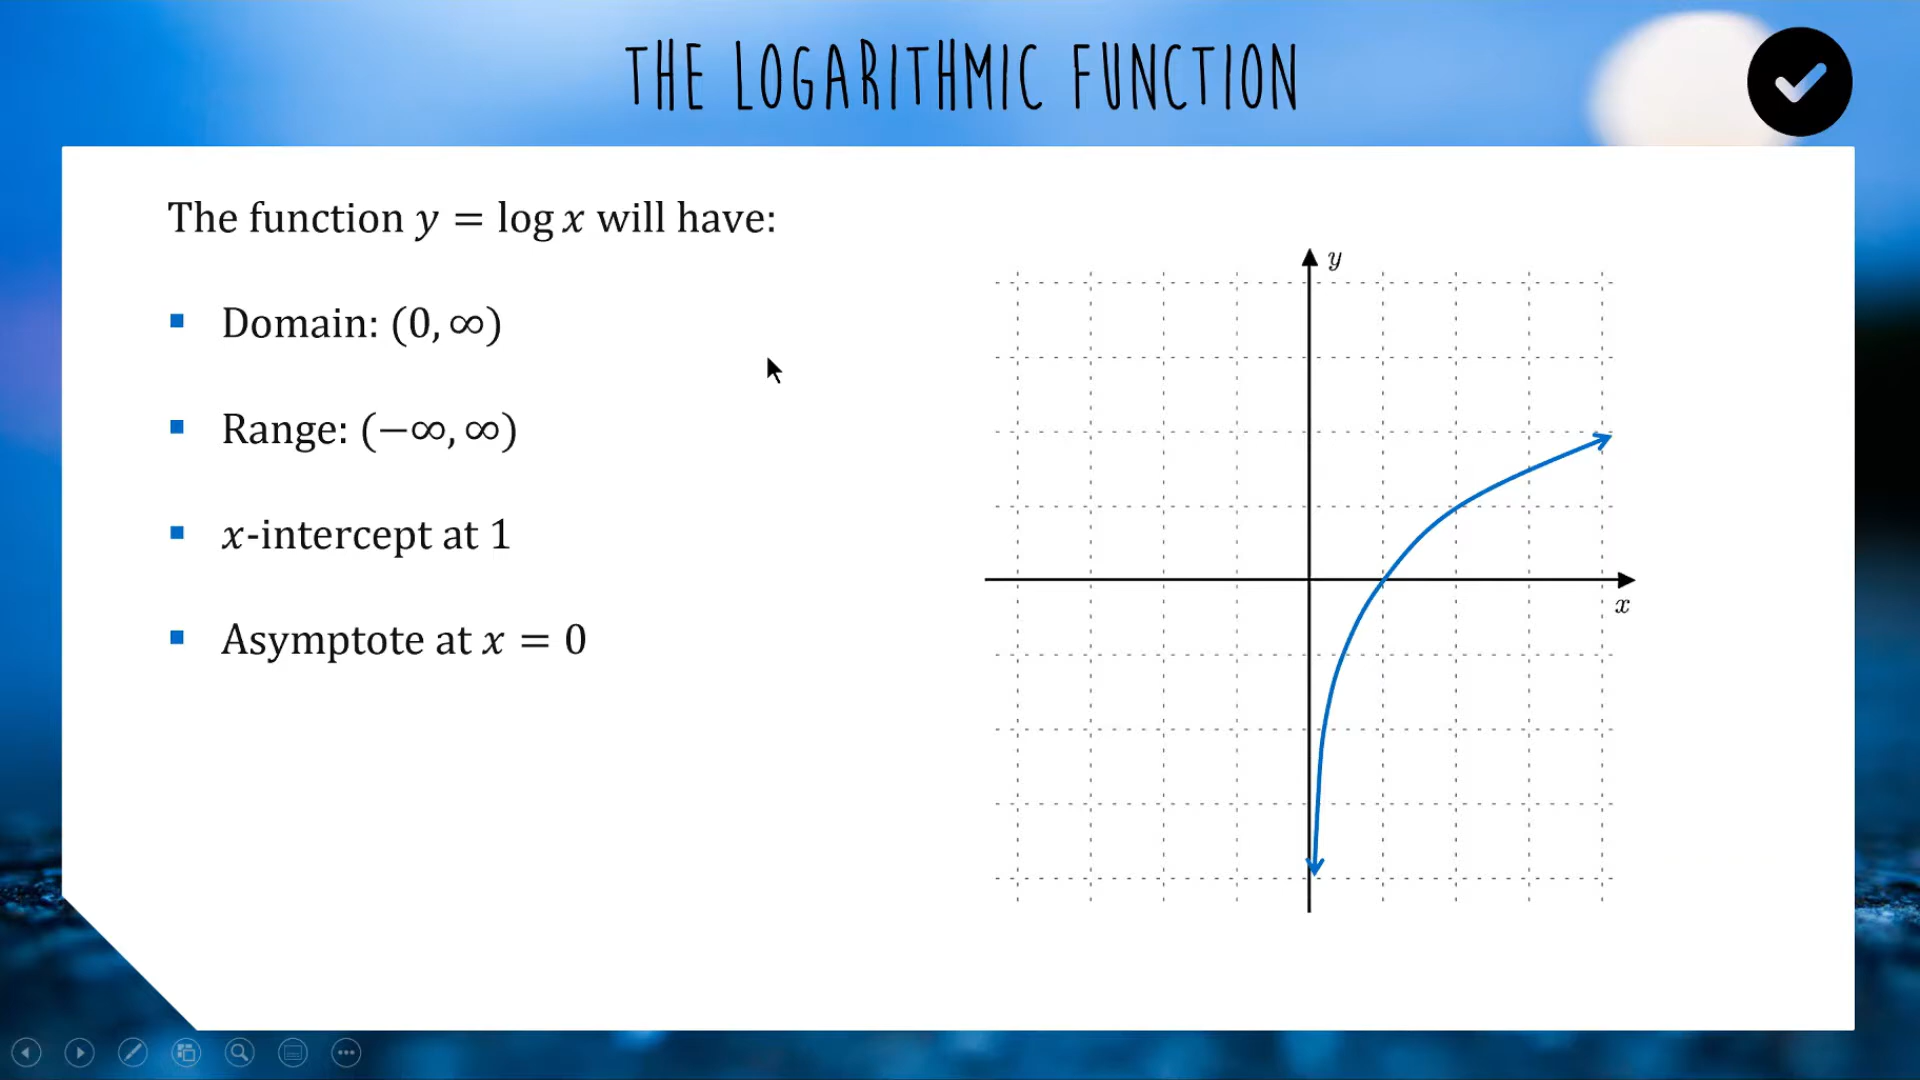 THE LOGARITHMIC FUNCTION
The function y = log x will have:
▪ Domain: (0, ∞)
▪ Range: (−∞, ∞)
▪ x-intercept at 1
▪ Asymptote at x = 0
y
x